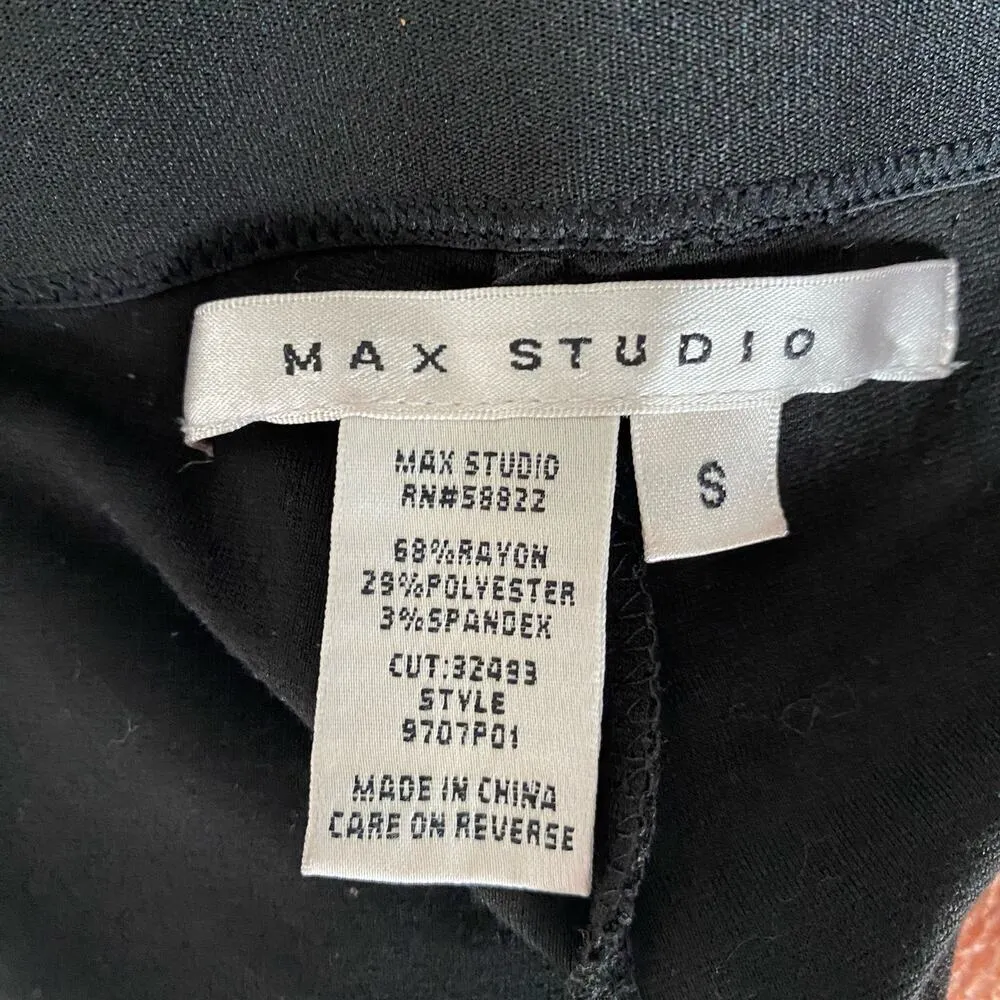 MAX STUDIO
S
MAX STUDIO
RN#58822
68%RAYON
29%POLYESTER
3%SPANDEX
CUT:32493
STYLE
9707P01
MADE IN CHINA
CARE ON REVERSE